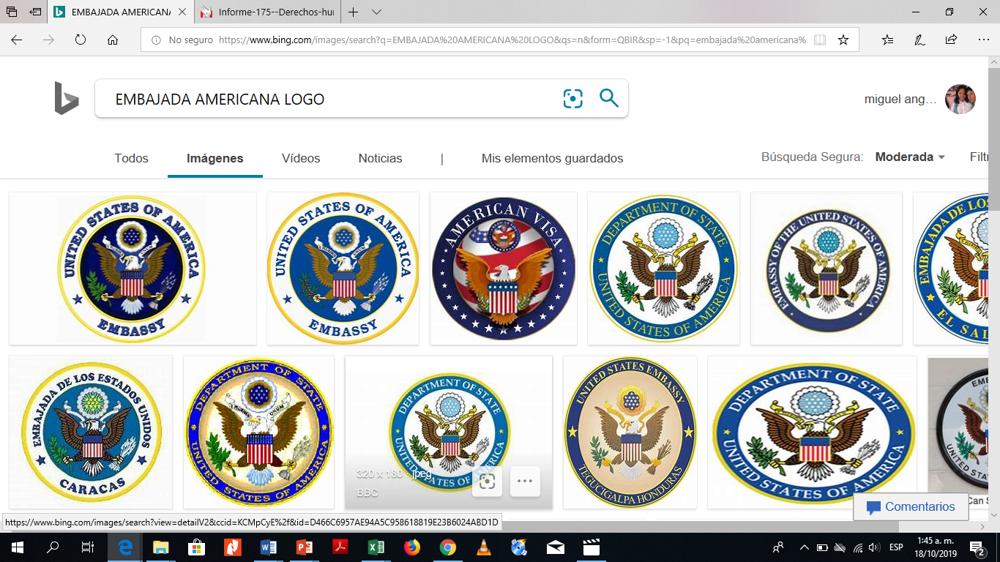 EMBAJADA AMERICANA
Informe-175--Derechos-hur
No seguro https://www.bing.com/images/search?q=EMBAJADA%20AMERICANA%20LOGO&qs=n&form=QBIR&sp=-1&pq=embajada%20americana%
EMBAJADA AMERICANA LOGO
miguel ang...
Todos Imágenes Vídeos Noticias | Mis elementos guardados
Búsqueda Segura: Moderada Filtr
UNITED STATES OF AMERICA
EMBASSY
UNITED STATES OF AMERICA
EMBASSY
AMERICAN VISA
DEPARTMENT OF STATE
UNITED STATES OF AMERICA
EMBASSY OF THE UNITED STATES OF AMERICA
EMBAJADA DE LOS
EL SAL
EMBAJADA DE LOS ESTADOS UNIDOS
CARACAS
DEPARTMENT OF STATE
UNITED STATES OF AMERICA
DEPARTMENT OF STATE
UNITED STATES OF AMERICA
320 x 180 · jpeg
BBC
UNITED STATES EMBASSY
TEGUCIGALPA HONDURAS
DEPARTMENT OF STATE
UNITED STATES OF AMERICA
EME
UNITED STA
Can S
Comentarios
https://www.bing.com/images/search?view=detailV2&ccid=KCMpCyE%2f&id=D466C6957AE94A5C958618819E23B6024ABD1D
ESP
1:45 a. m.
18/10/2019
2